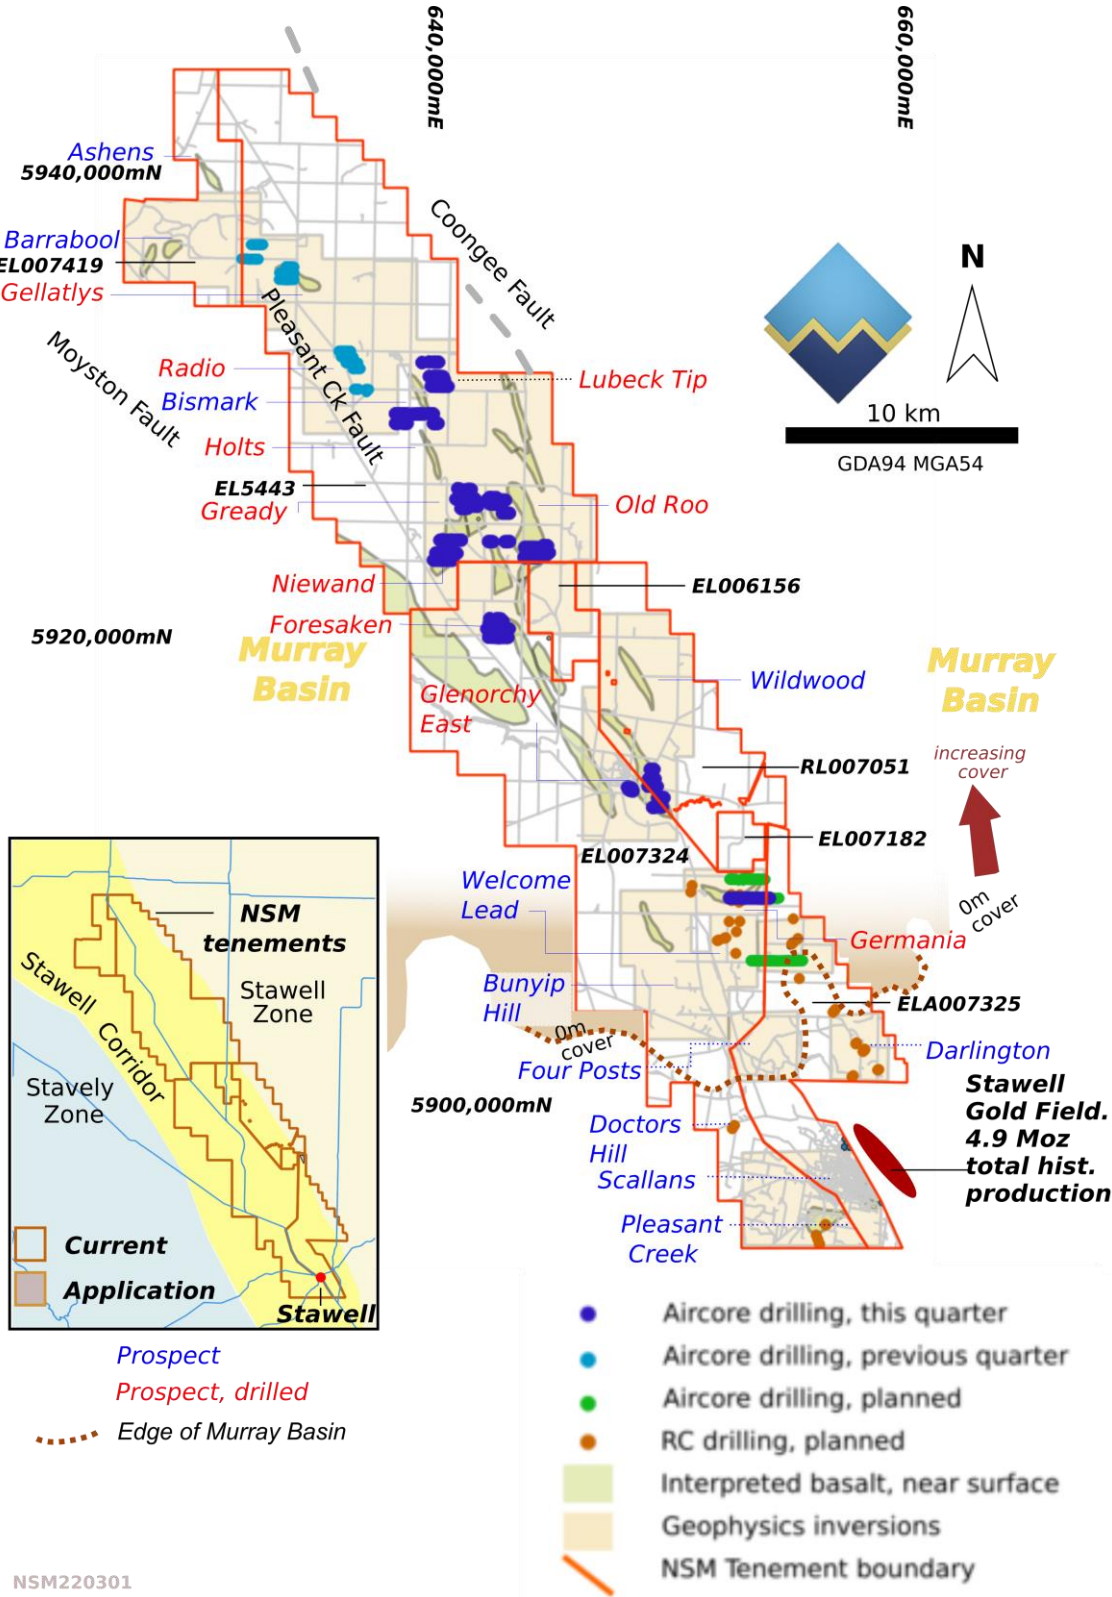 640,000mE
660,000mE
Ashens
5940,000mN
Barrabool
EL007419
Gellatlys
Coongee Fault
Pleasant Ck Fault
Moyston Fault
N
10 km
GDA94 MGA54
Radio
Bismark
Lubeck Tip
Holts
EL5443
Gready
Old Roo
Niewand
EL006156
Foresaken
5920,000mN
Murray
Basin
Glenorchy
East
Wildwood
Murray
Basin
increasing
cover
0m
cover
RL007051
EL007182
EL007324
Welcome
Lead
Germania
Bunyip
Hill
ELA007325
0m
cover
Four Posts
Darlington
5900,000mN
Doctors
Hill
Scallans
Pleasant
Creek
Stawell
Gold Field.
4.9 Moz
total hist.
production
NSM
tenements
Stawell
Zone
Stawell Corridor
Stavely
Zone
Current
Application
Stawell
Prospect
Prospect, drilled
Edge of Murray Basin
Aircore drilling, this quarter
Aircore drilling, previous quarter
Aircore drilling, planned
RC drilling, planned
Interpreted basalt, near surface
Geophysics inversions
NSM Tenement boundary
NSM220301